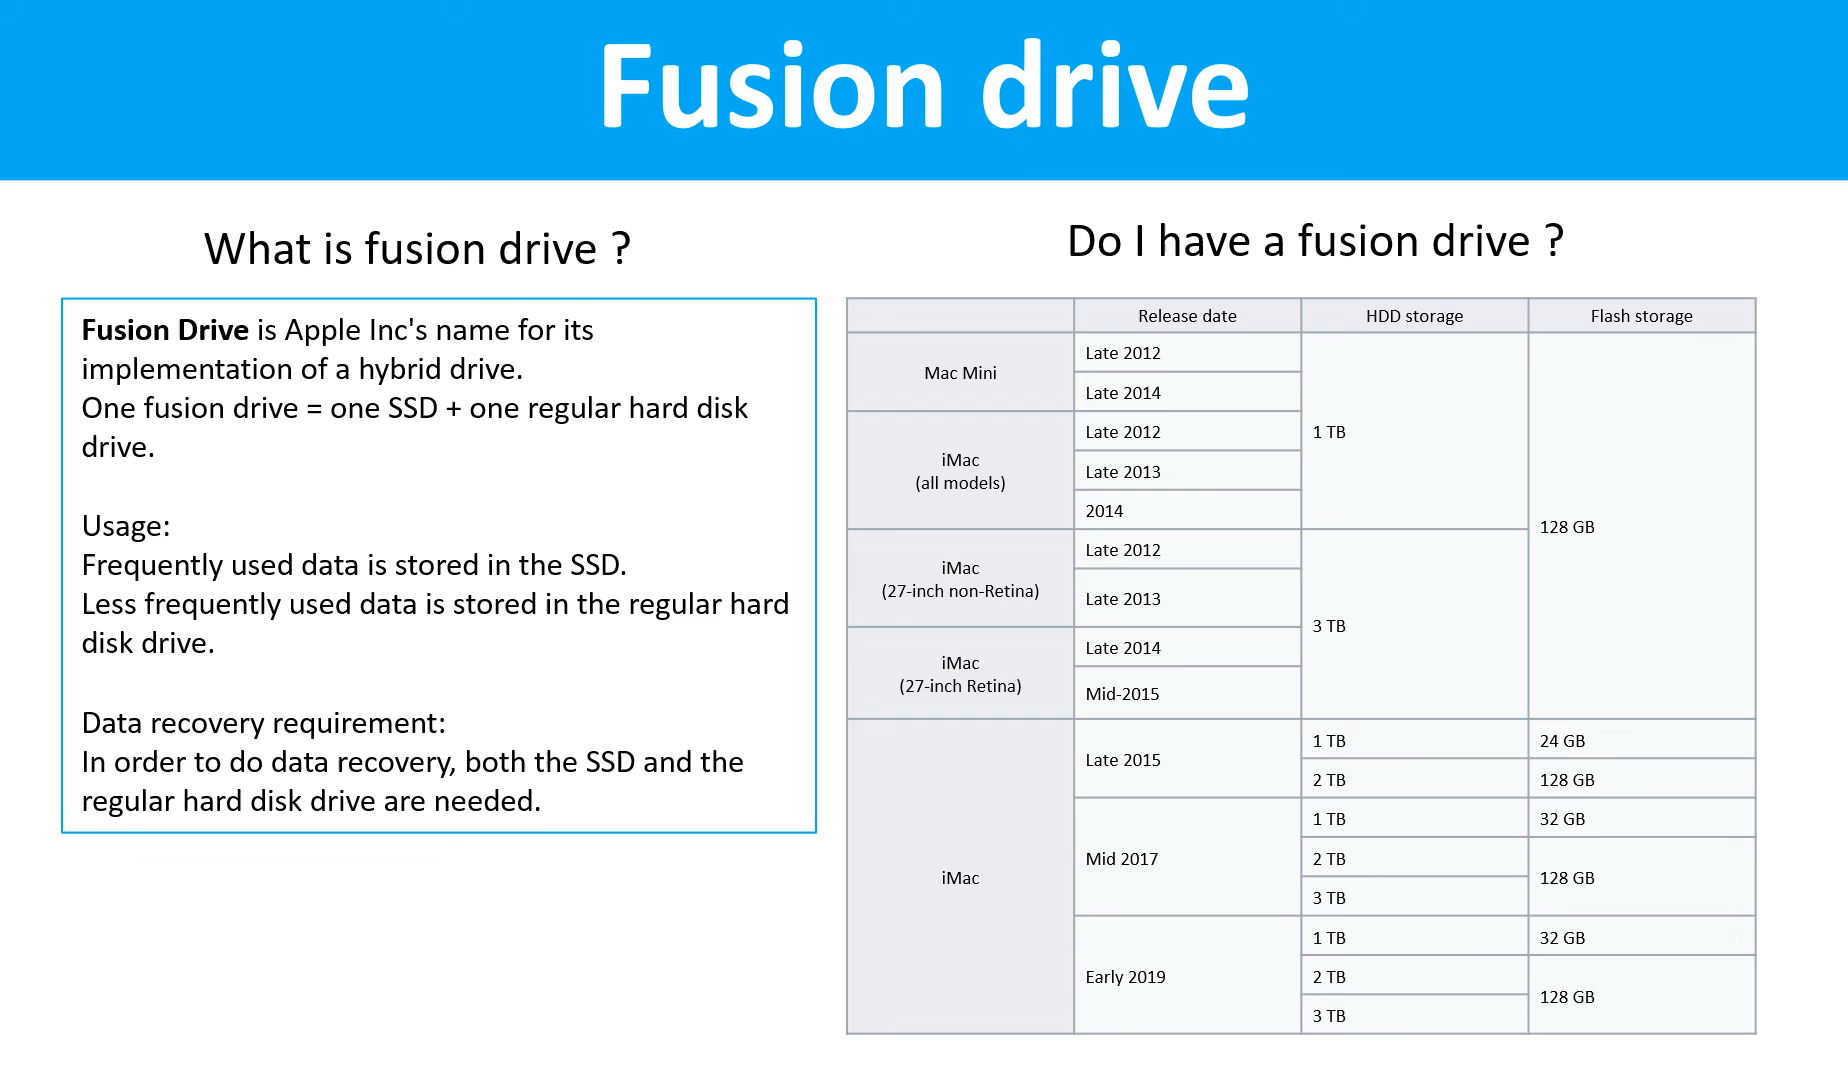 Fusion drive
What is fusion drive ?
Fusion Drive is Apple Inc's name for its
implementation of a hybrid drive.
One fusion drive = one SSD + one regular hard disk
drive.
Usage:
Frequently used data is stored in the SSD.
Less frequently used data is stored in the regular hard
disk drive.
Data recovery requirement:
In order to do data recovery, both the SSD and the
regular hard disk drive are needed.
Do I have a fusion drive ?
Release date HDD storage Flash storage
Mac Mini
Late 2012
Late 2014
iMac
(all models)
Late 2012
Late 2013
2014
1 TB
iMac
(27-inch non-Retina)
Late 2012
Late 2013
iMac
(27-inch Retina)
Late 2014
Mid-2015
3 TB
128 GB
iMac
Late 2015
1 TB 24 GB
2 TB 128 GB
Mid 2017
1 TB 32 GB
2 TB
3 TB
128 GB
Early 2019
1 TB 32 GB
2 TB
3 TB
128 GB